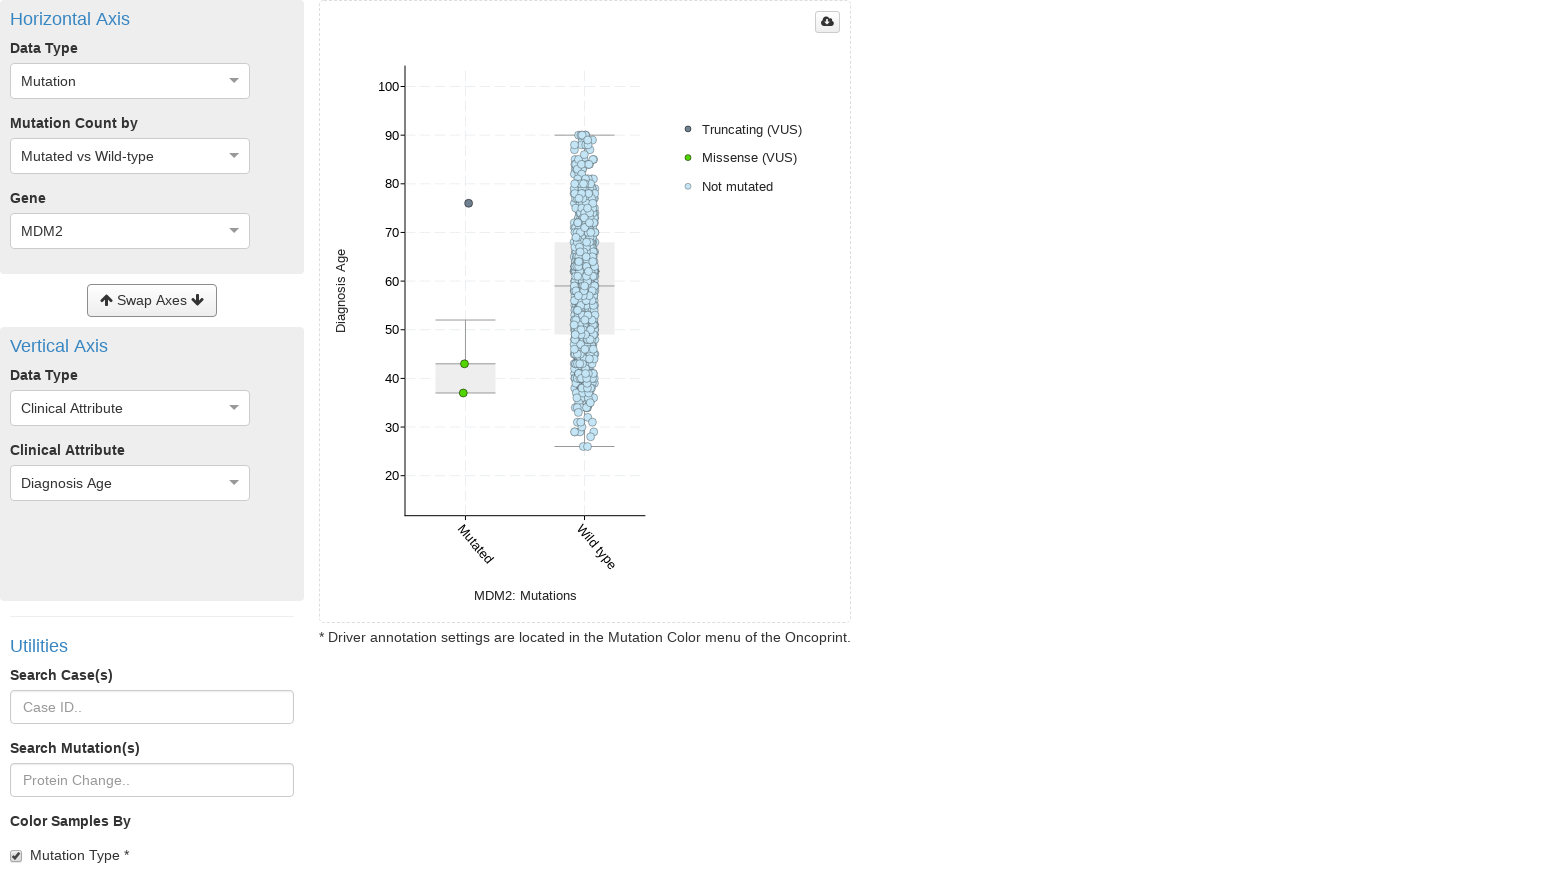 Horizontal Axis
Data Type
Mutation
Mutation Count by
Mutated vs Wild-type
Gene
MDM2
Swap Axes
Vertical Axis
Data Type
Clinical Attribute
Clinical Attribute
Diagnosis Age
Utilities
Search Case(s)
Case ID..
Search Mutation(s)
Protein Change..
Color Samples By
Mutation Type *
100
90
80
70
60
50
40
30
20
Diagnosis Age
Mutated
Wild type
MDM2: Mutations
Truncating (VUS)
Missense (VUS)
Not mutated
* Driver annotation settings are located in the Mutation Color menu of the Oncoprint.